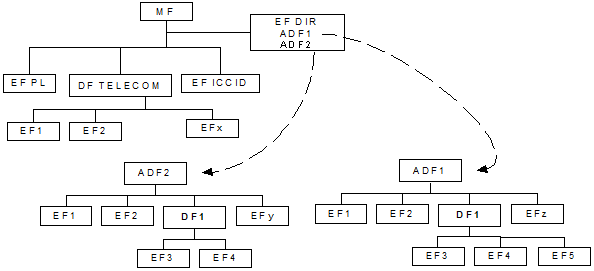 MF
EF DIR
ADF1
ADF2
EF PL
DF TELECOM
EF ICCID
EF1
EF2
EFx
ADF2
ADF1
EF1
EF2
DF1
EFy
EF1
EF2
DF1
EFz
EF3
EF4
EF3
EF4
EF5